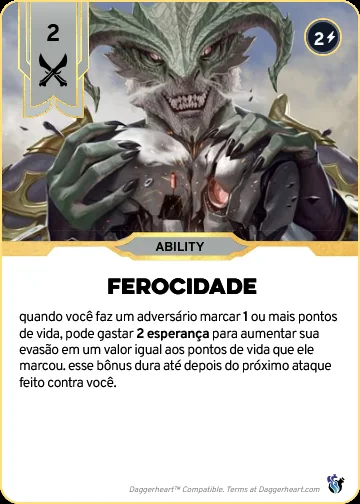 2
2
ABILITY
FEROCIDADE
quando você faz um adversário marcar 1 ou mais pontos
de vida, pode gastar 2 esperança para aumentar sua
evasão em um valor igual aos pontos de vida que ele
marcou. esse bônus dura até depois do próximo ataque
feito contra você.
Daggerheart™ Compatible. Terms at Daggerheart.com